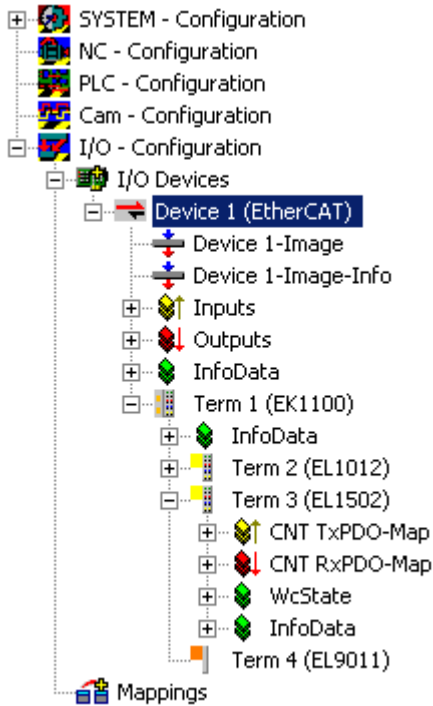 SYSTEM - Configuration
NC - Configuration
PLC - Configuration
Cam - Configuration
I/O - Configuration
I/O Devices
Device 1 (EtherCAT)
Device 1-Image
Device 1-Image-Info
Inputs
Outputs
InfoData
Term 1 (EK1100)
InfoData
Term 2 (EL1012)
Term 3 (EL1502)
CNT TxPDO-Map
CNT RxPDO-Map
WcState
InfoData
Term 4 (EL9011)
Mappings